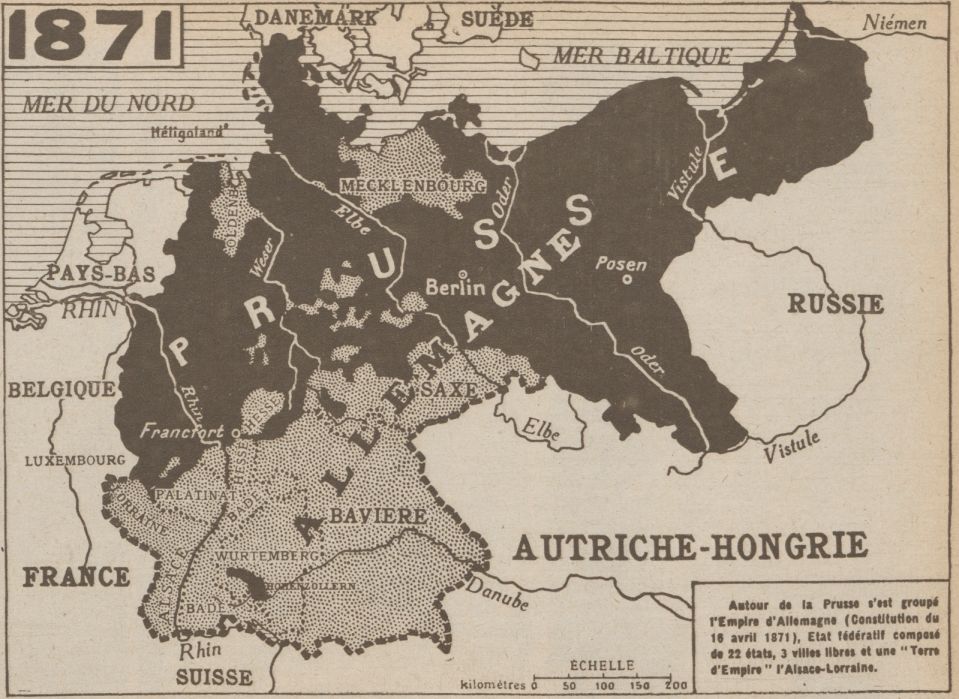 1871
DANEMARK
SUÈDE
Niémen
MER BALTIQUE
MER DU NORD
Héligoland
MECKLENBOURG
OLDENBG
Vistule
Oder
Elbe
Weser
PAYS-BAS
RHIN
Berlin
Posen
PRUSSE
ALLEMAGNES
RUSSIE
Rhin
BELGIQUE
SAXE
Oder
HESSE
Francfort
Elbe
Vistule
LUXEMBOURG
HESSE
PALATINAT
LORRAINE
BADE
BAVIERE
ALSACE
WURTEMBERG
AUTRICHE-HONGRIE
FRANCE
HOHENZOLLERN
BADE
Danube
Rhin
SUISSE
ÉCHELLE
kilomètres 0 50 100 150 200
Autour de la Prusse s'est groupé
l'Empire d'Allemagne (Constitution du
16 avril 1871), Etat fédératif composé
de 22 états, 3 villes libres et une "Terre
d'Empire" l'Alsace-Lorraine.